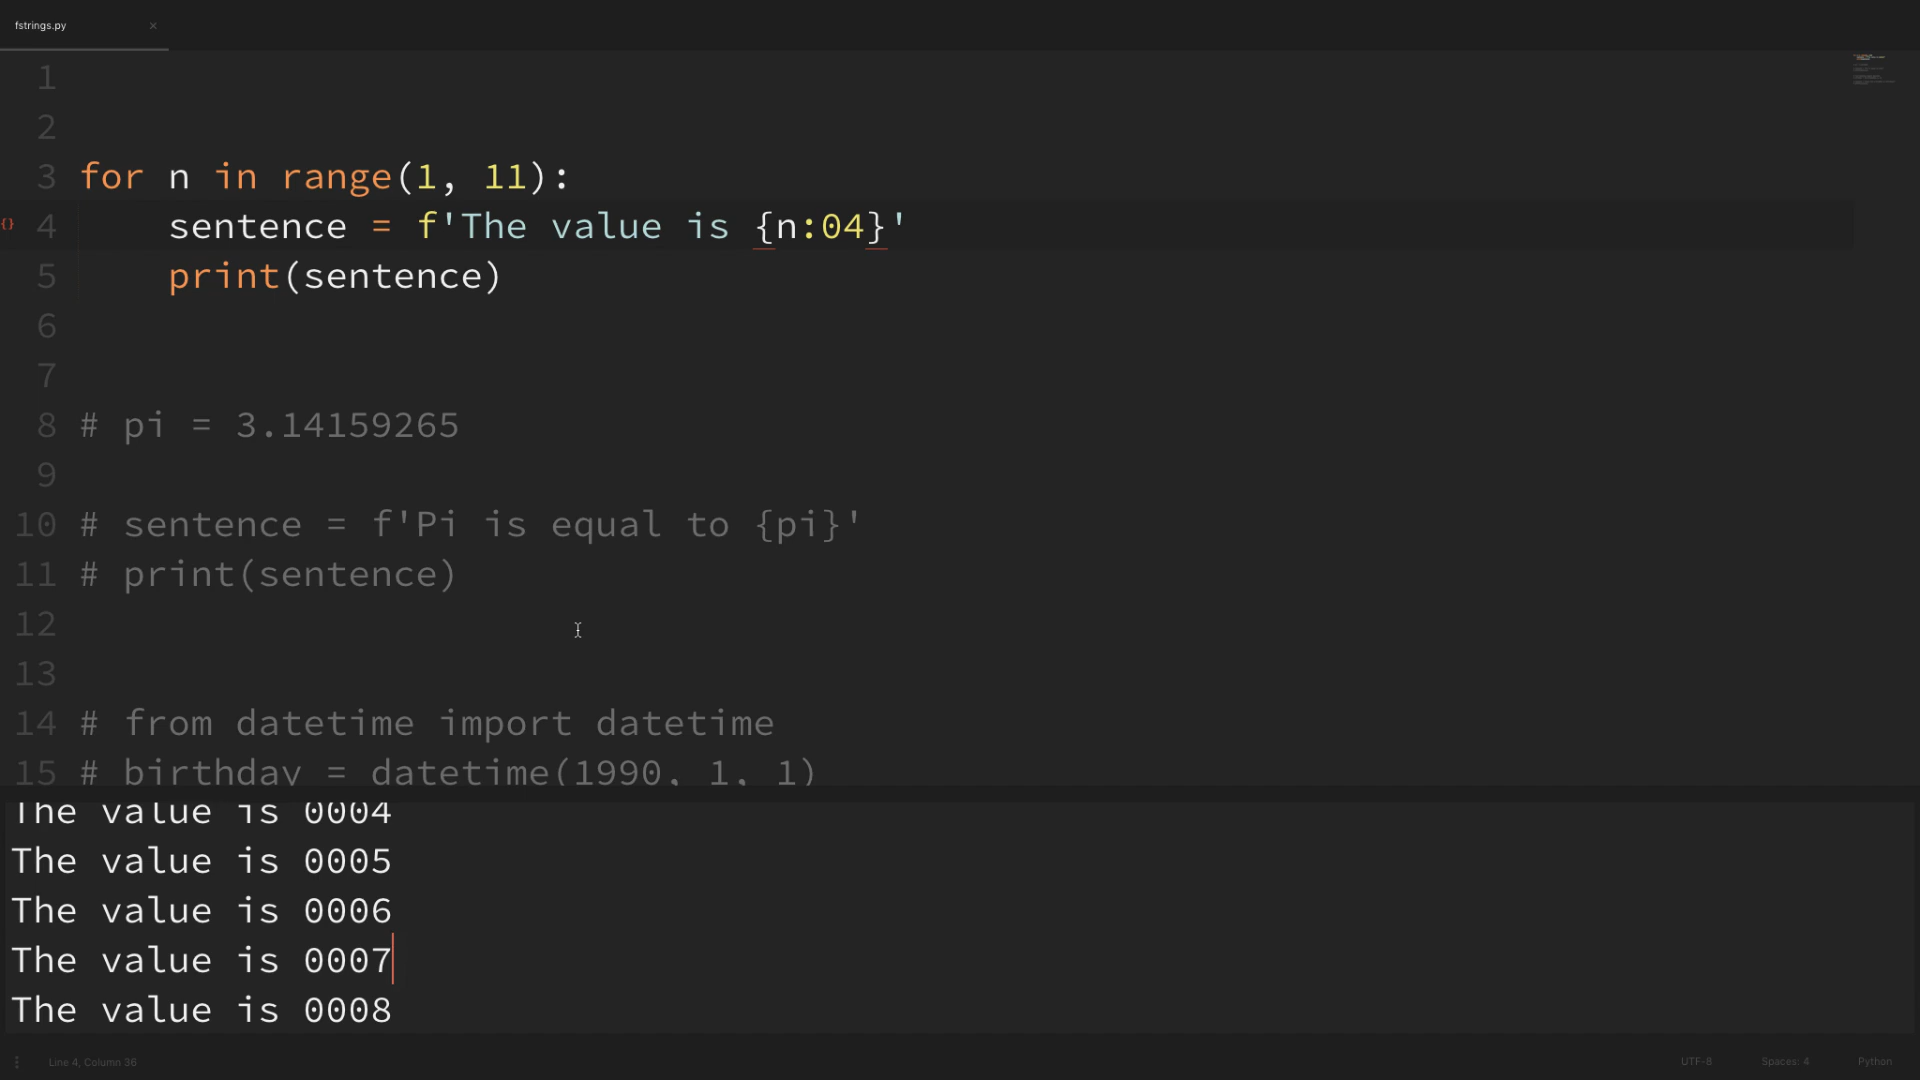 fstrings.py ×
1
2
3 for n in range(1, 11):
{} 4 sentence = f'The value is {n:04}'
5 print(sentence)
6
7
8 # pi = 3.14159265
9
10 # sentence = f'Pi is equal to {pi}'
11 # print(sentence)
12
13
14 # from datetime import datetime
15 # birthday = datetime(1990, 1, 1)
The value is 0004
The value is 0005
The value is 0006
The value is 0007
The value is 0008
Line 4, Column 36 UTF-8 Spaces: 4 Python